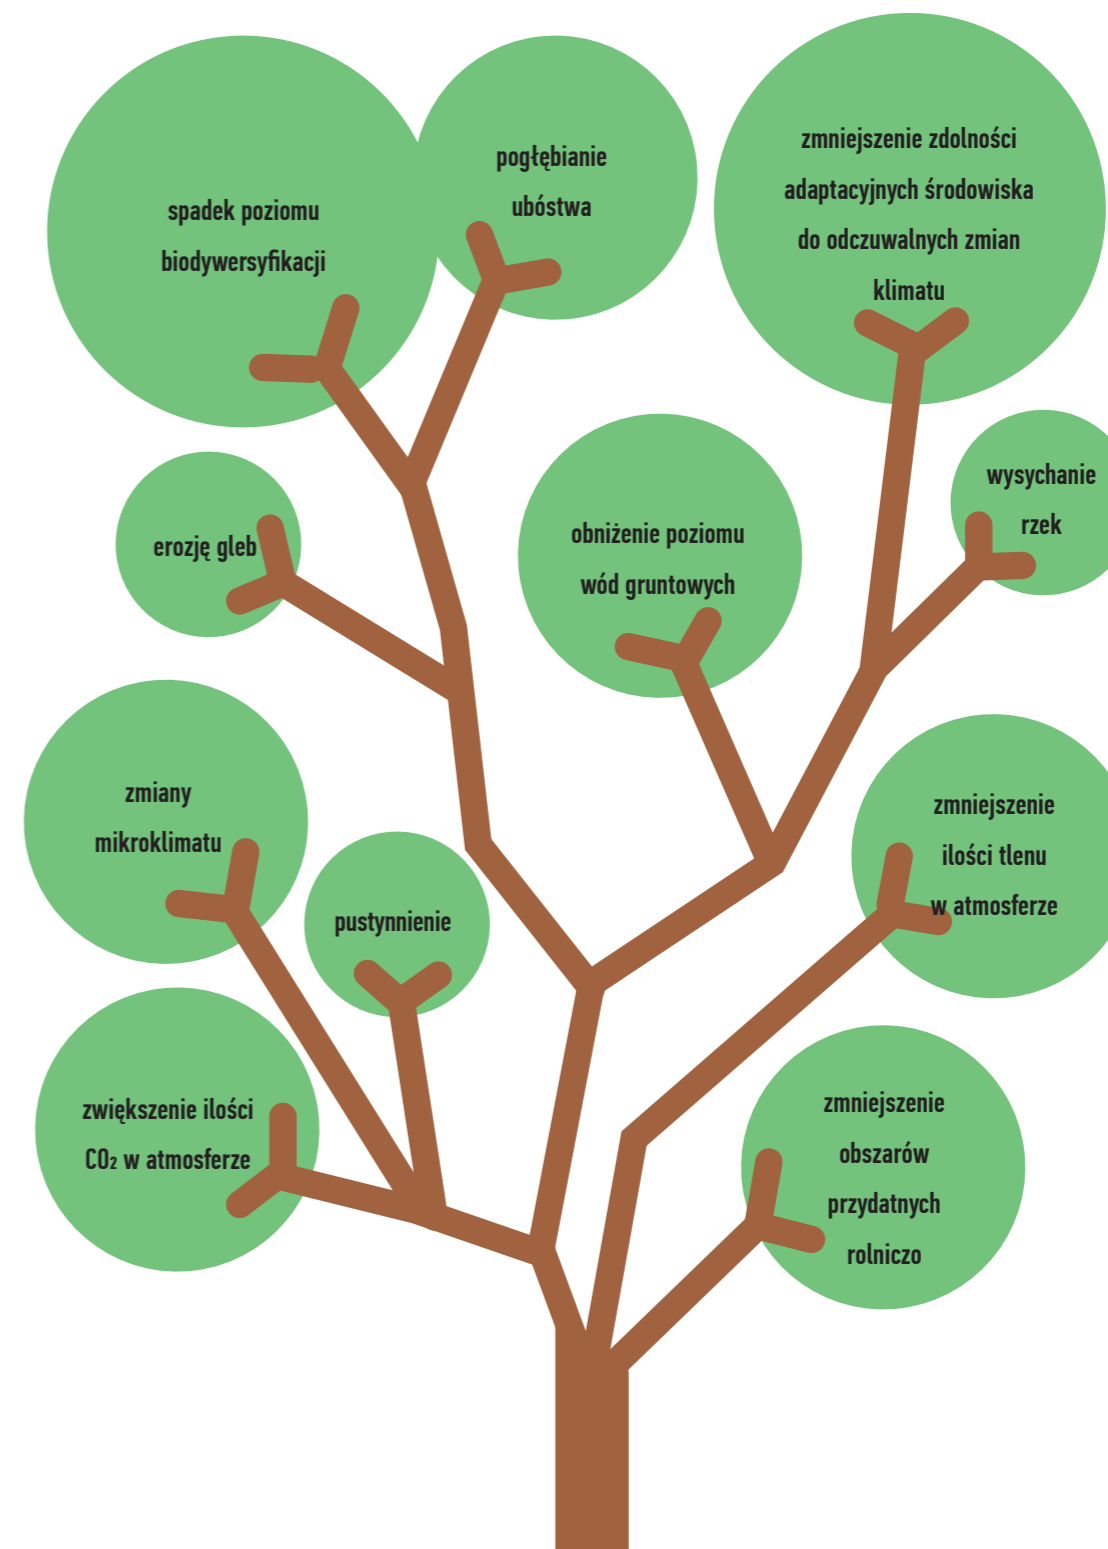 spadek poziomu
biodywersyfikacji
pogłębianie
ubóstwa
zmniejszenie zdolności
adaptacyjnych środowiska
do odczuwalnych zmian
klimatu
erozję gleb
obniżenie poziomu
wód gruntowych
wysychanie
rzek
zmiany
mikroklimatu
pustynnienie
zmniejszenie
ilości tlenu
w atmosferze
zwiększenie ilości
CO₂ w atmosferze
zmniejszenie
obszarów
przydatnych
rolniczo